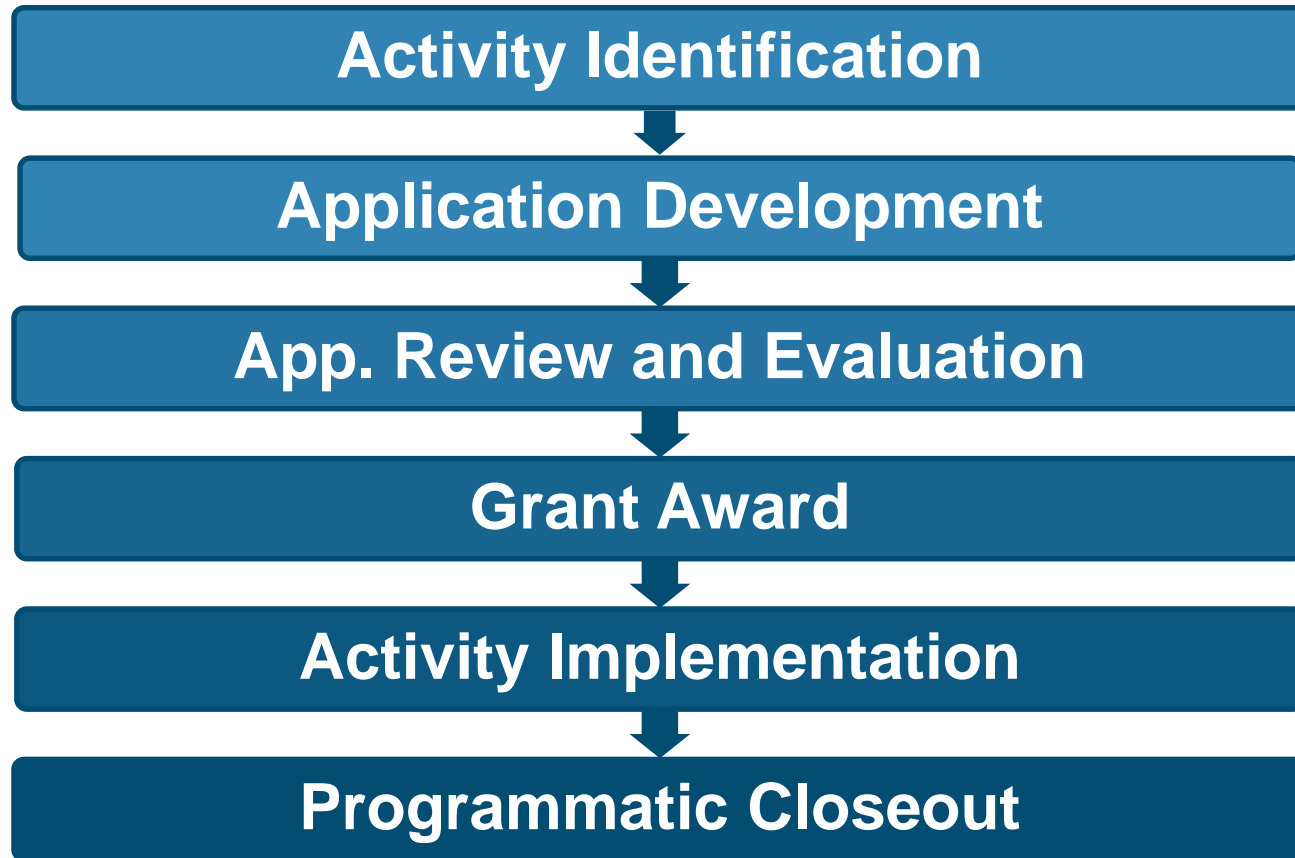 Activity Identification
Application Development
App. Review and Evaluation
Grant Award
Activity Implementation
Programmatic Closeout